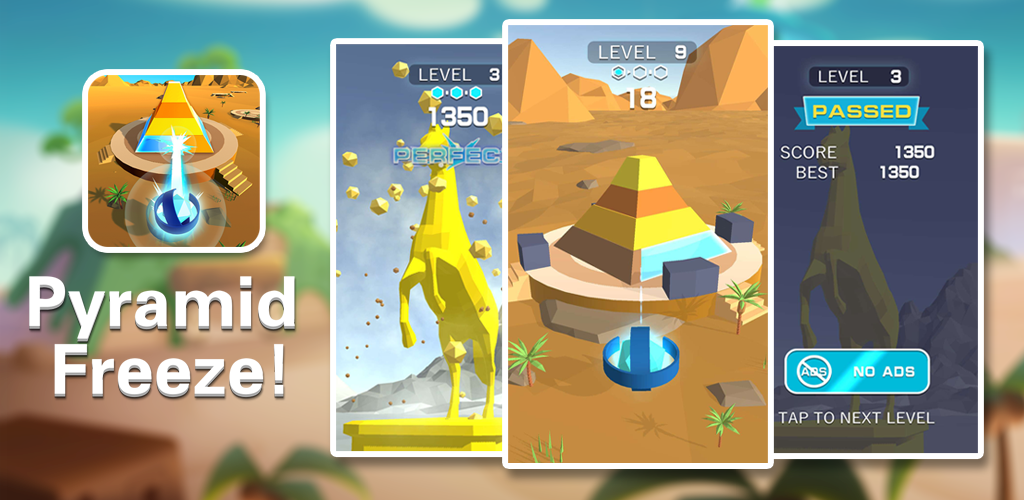 Pyramid
Freeze!
LEVEL 3
1350
PERFEC
LEVEL 9
18
LEVEL 3
PASSED
SCORE 1350
BEST 1350
ADS NO ADS
TAP TO NEXT LEVEL